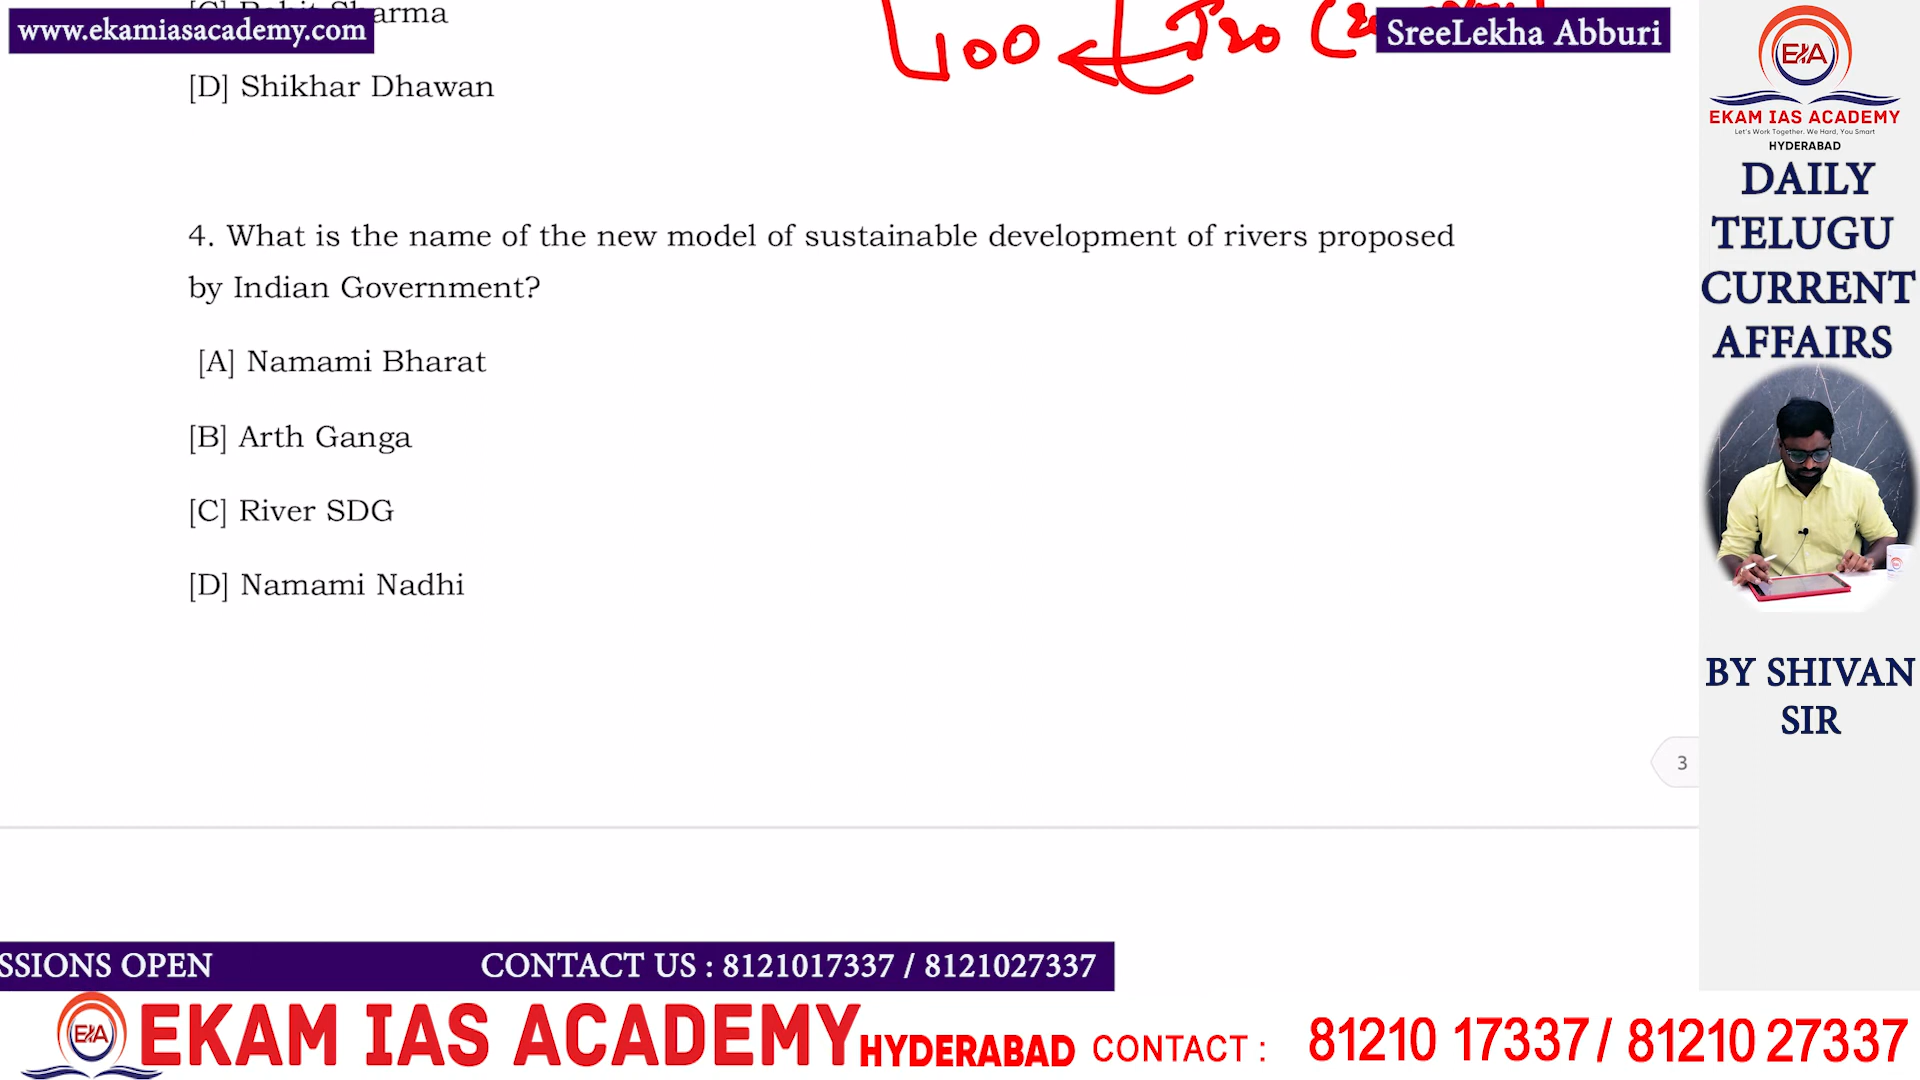 arma
www.ekamiasacademy.com
SreeLekha Abburi
100
[D] Shikhar Dhawan
4. What is the name of the new model of sustainable development of rivers proposed
by Indian Government?
[A] Namami Bharat
[B] Arth Ganga
[C] River SDG
[D] Namami Nadhi
3
EKAM IAS ACADEMY
Let's Work Together. We Hard, You Smart
HYDERABAD
DAILY
TELUGU
CURRENT
AFFAIRS
BY SHIVAN
SIR
SSIONS OPEN CONTACT US : 8121017337 / 8121027337
EKAM IAS ACADEMY HYDERABAD CONTACT : 81210 17337 / 81210 27337